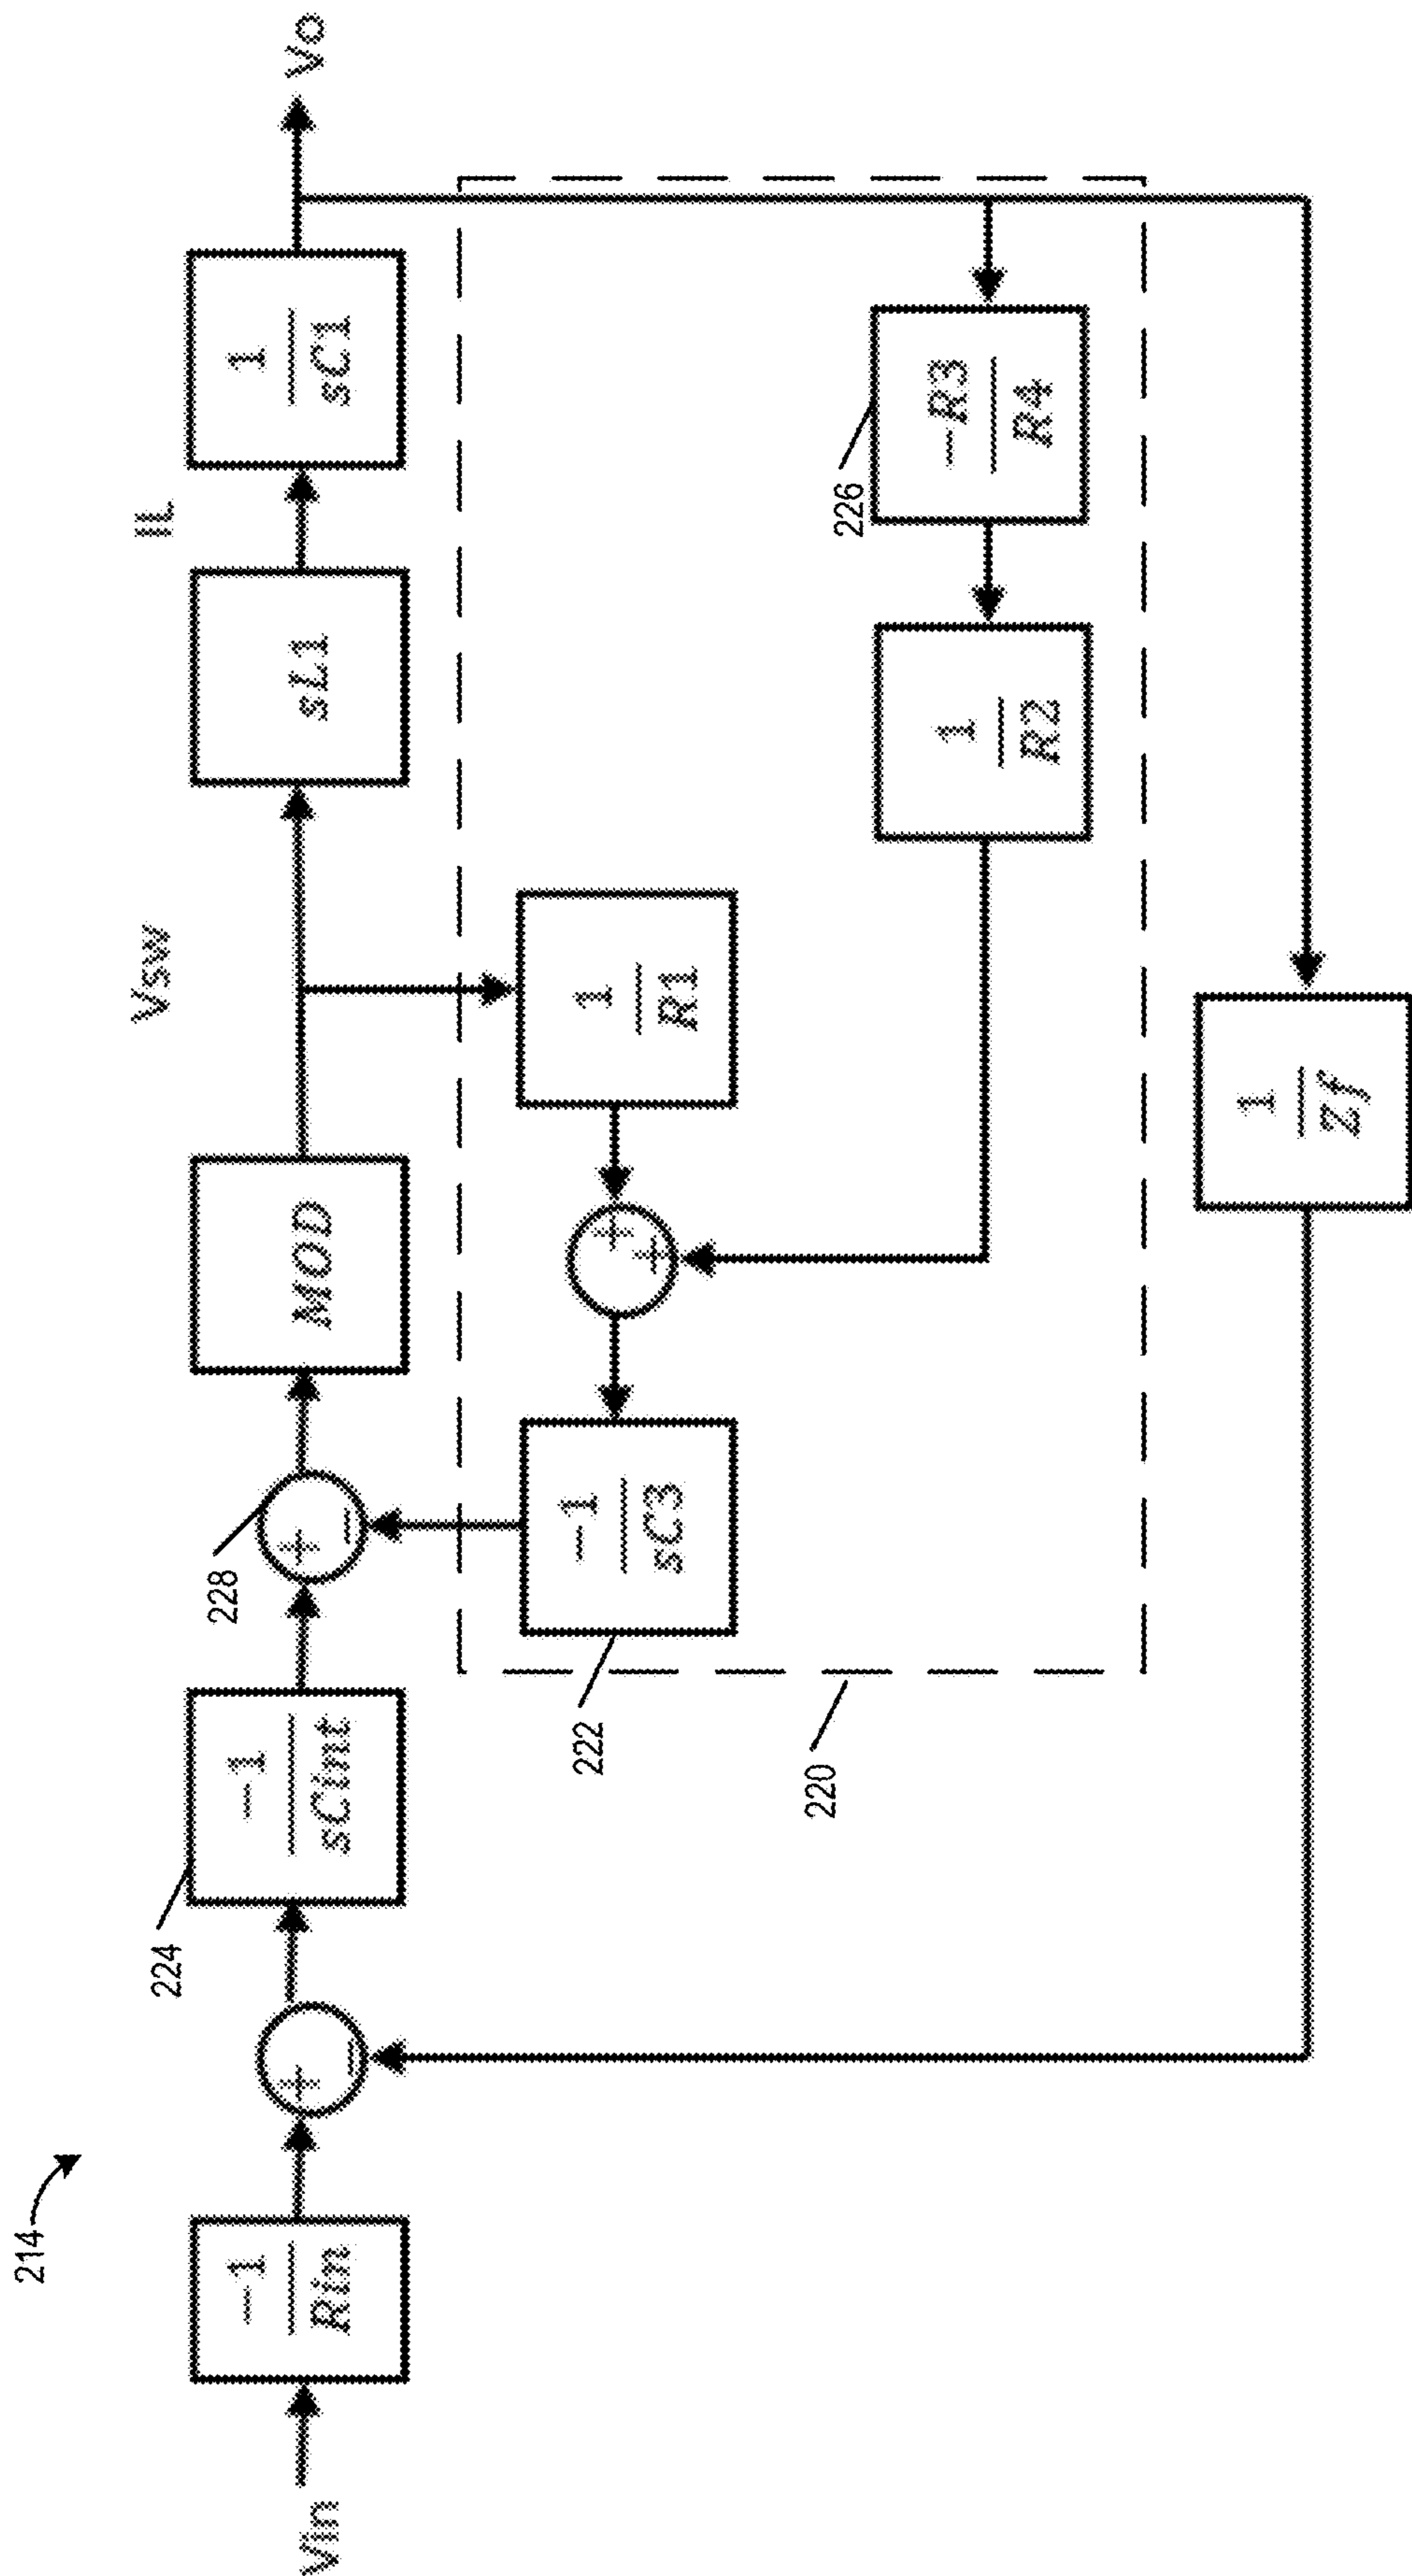 214
Vin
−1
Rin
+
−
224
−1
sCint
228
+
−
MOD
Vsw
sL1
IL
1
sC1
Vo
222
−1
sC3
+
+
1
R1
220
1
R2
226
−R3
R4
1
Zf